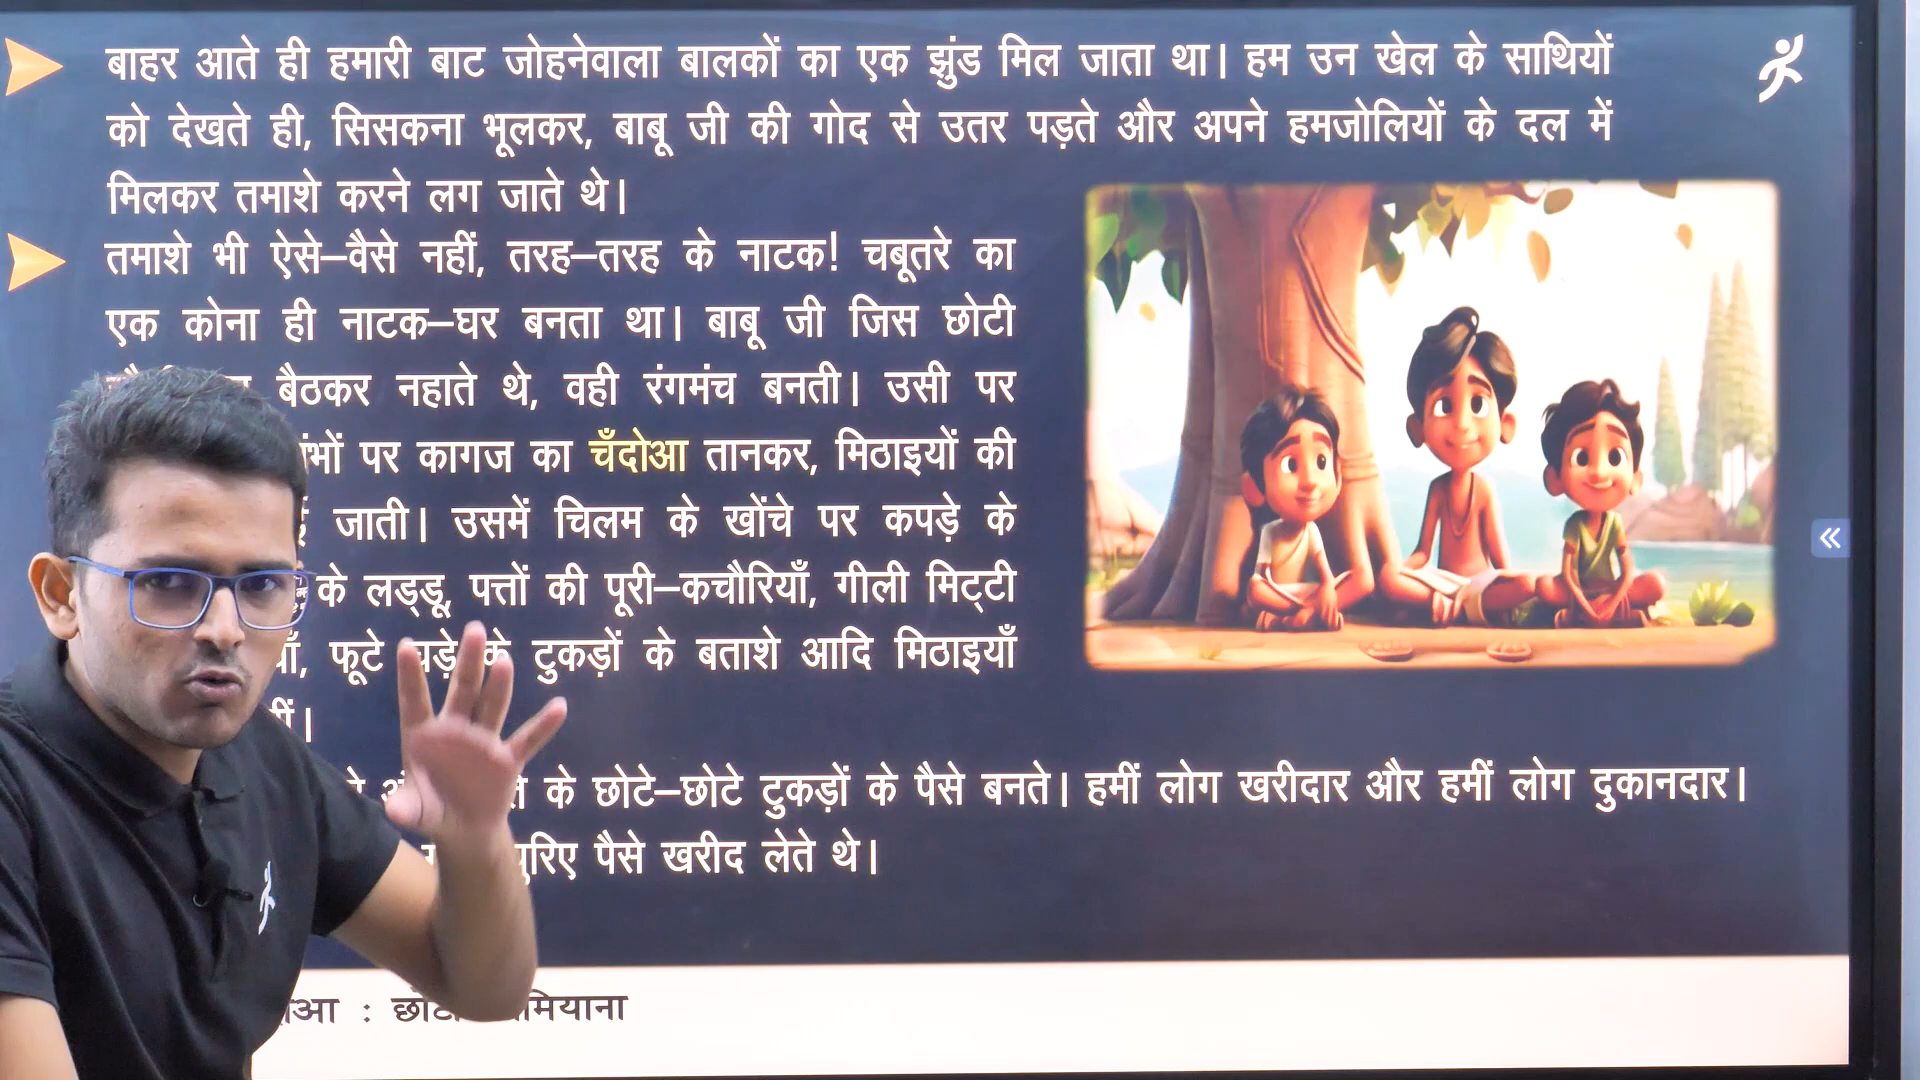 बाहर आते ही हमारी बाट जोहनेवाला बालकों का एक झुंड मिल जाता था। हम उन खेल के साथियों
को देखते ही, सिसकना भूलकर, बाबू जी की गोद से उतर पड़ते और अपने हमजोलियों के दल में
मिलकर तमाशे करने लग जाते थे।
तमाशे भी ऐसे–वैसे नहीं, तरह–तरह के नाटक! चबूतरे का
एक कोना ही नाटक–घर बनता था। बाबू जी जिस छोटी
बैठकर नहाते थे, वही रंगमंच बनती। उसी पर
पर कागज का चँदोआ तानकर, मिठाइयों की
जाती। उसमें चिलम के खोंचे पर कपड़े के
के लड्डू, पत्तों की पूरी–कचौरियाँ, गीली मिट्टी
फूटे घड़े के टुकड़ों के बताशे आदि मिठाइयाँ
के छोटे–छोटे टुकड़ों के पैसे बनते। हमीं लोग खरीदार और हमीं लोग दुकानदार।
पैसे खरीद लेते थे।
: छोटा